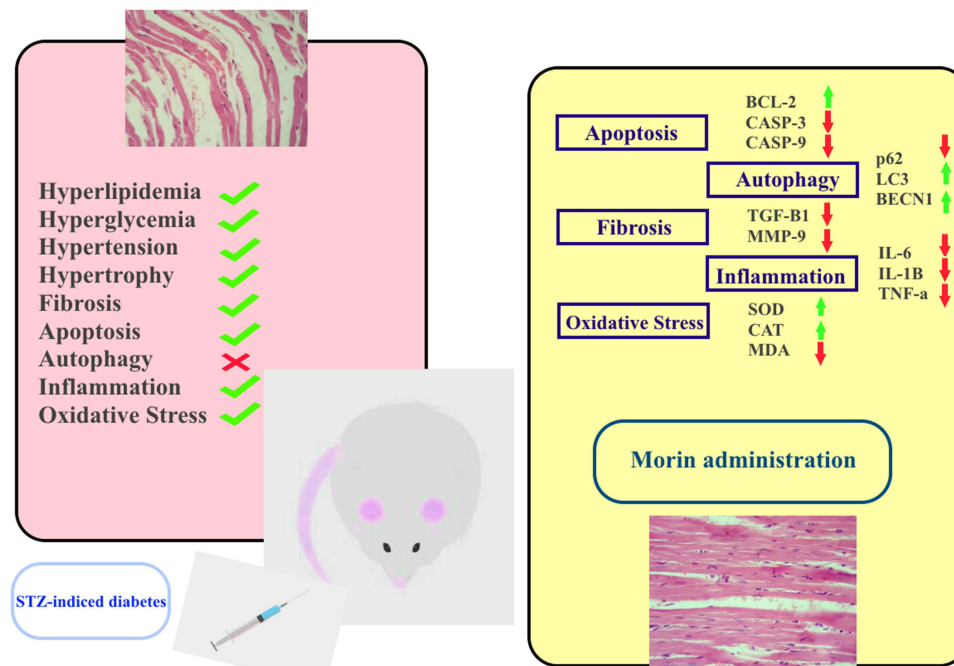 Hyperlipidemia
Hyperglycemia
Hypertension
Hypertrophy
Fibrosis
Apoptosis
Autophagy
Inflammation
Oxidative Stress
STZ-indiced diabetes
Apoptosis
BCL-2
CASP-3
CASP-9
Autophagy
p62
LC3
BECN1
Fibrosis
TGF-B1
MMP-9
Inflammation
IL-6
IL-1B
TNF-a
Oxidative Stress
SOD
CAT
MDA
Morin administration